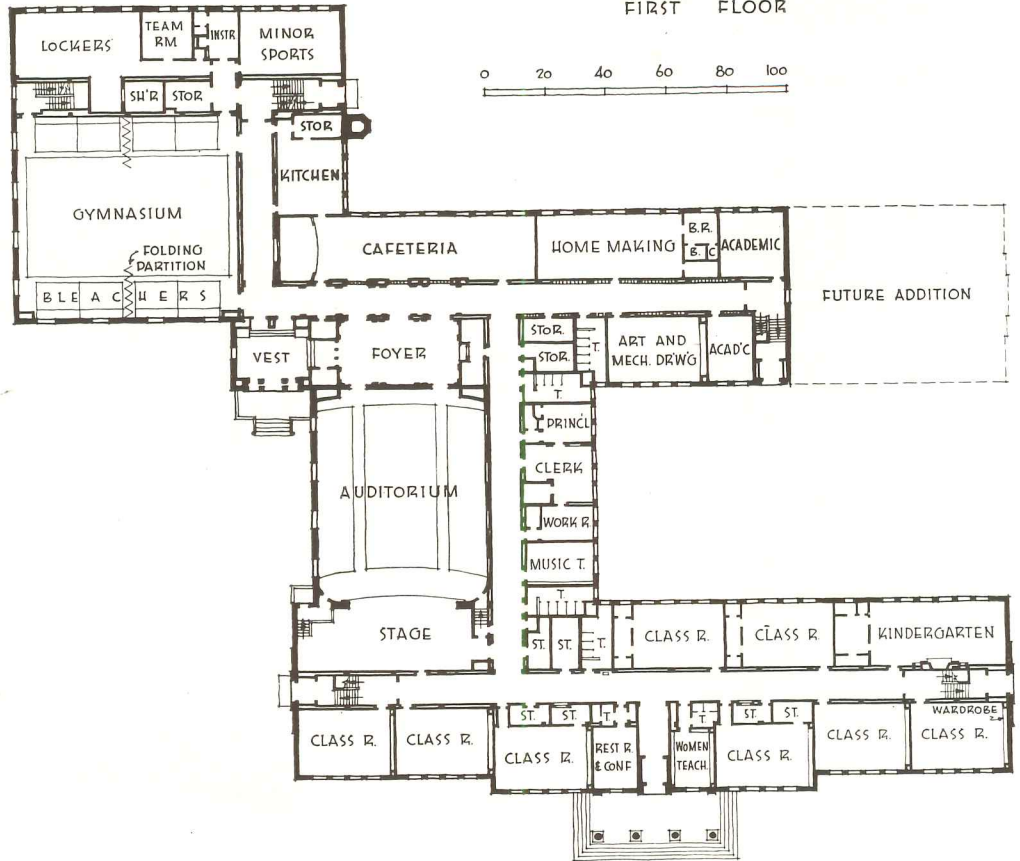 FIRST FLOOR
0 20 40 60 100
LOCKERS
TEAM
RM
INSTR
MINOR
SPORTS
SH'R
STOR
STOR
KITCHEN
GYMNASIUM
FOLDING
PARTITION
BLEACHERS
CAFETERIA
HOME MAKING
B.R.
B.
C
ACADEMIC
FUTURE ADDITION
VEST
FOYER
STOR.
STOR.
T.
ART AND
MECH. DR'W'G
ACAD'C
T.
PRINC'L
CLERK
AUDITORIUM
WORK R.
MUSIC T.
T.
STAGE
ST.
ST.
T.
CLASS R.
CLASS R.
KINDERGARTEN
WARDROBE
CLASS R.
CLASS R.
ST.
ST.
CLASS R.
T.
REST R.
& CONF
T.
WOMEN
TEACH.
ST.
ST.
CLASS R.
CLASS R.
CLASS R.